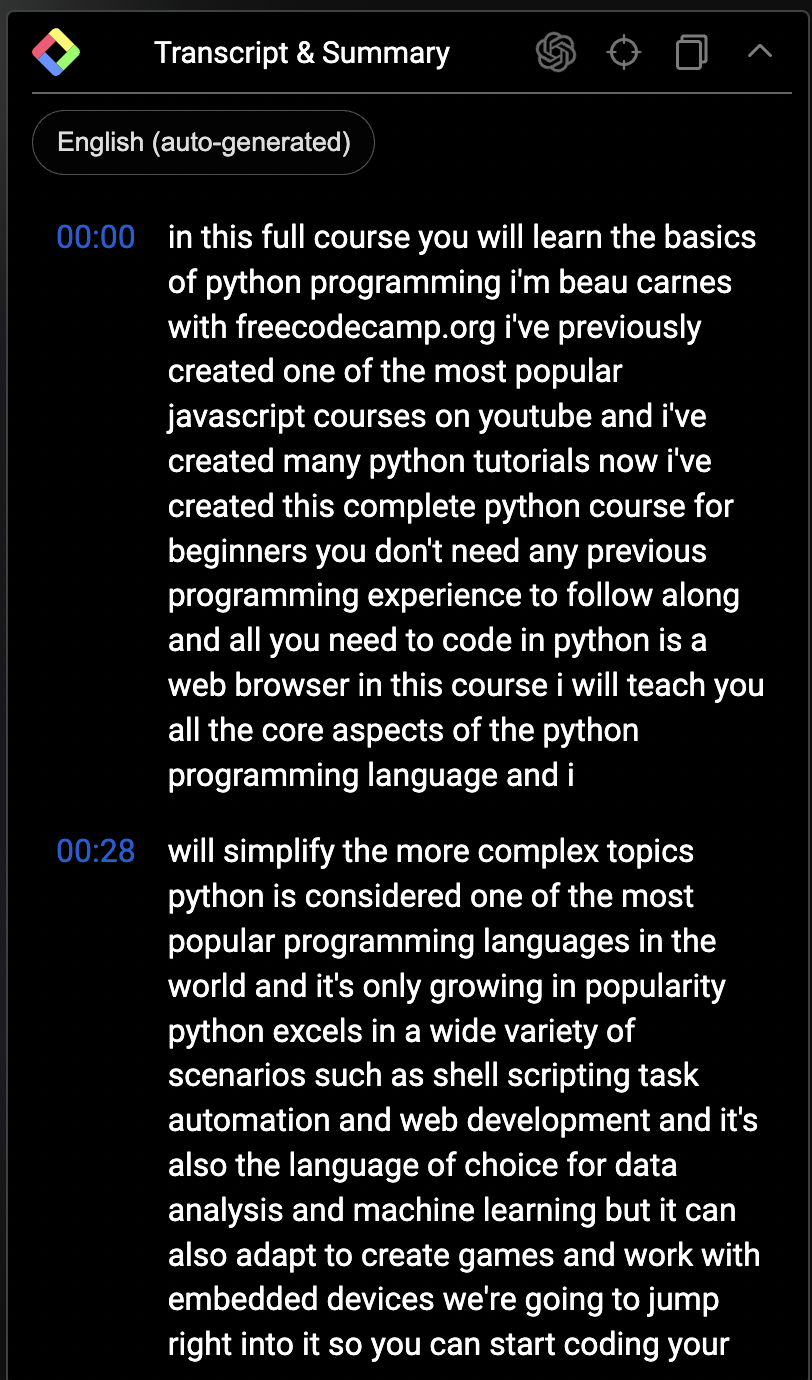 Transcript & Summary
English (auto-generated)
00:00
in this full course you will learn the basics
of python programming i'm beau carnes
with freecodecamp.org i've previously
created one of the most popular
javascript courses on youtube and i've
created many python tutorials now i've
created this complete python course for
beginners you don't need any previous
programming experience to follow along
and all you need to code in python is a
web browser in this course i will teach you
all the core aspects of the python
programming language and i
00:28
will simplify the more complex topics
python is considered one of the most
popular programming languages in the
world and it's only growing in popularity
python excels in a wide variety of
scenarios such as shell scripting task
automation and web development and it's
also the language of choice for data
analysis and machine learning but it can
also adapt to create games and work with
embedded devices we're going to jump
right into it so you can start coding your